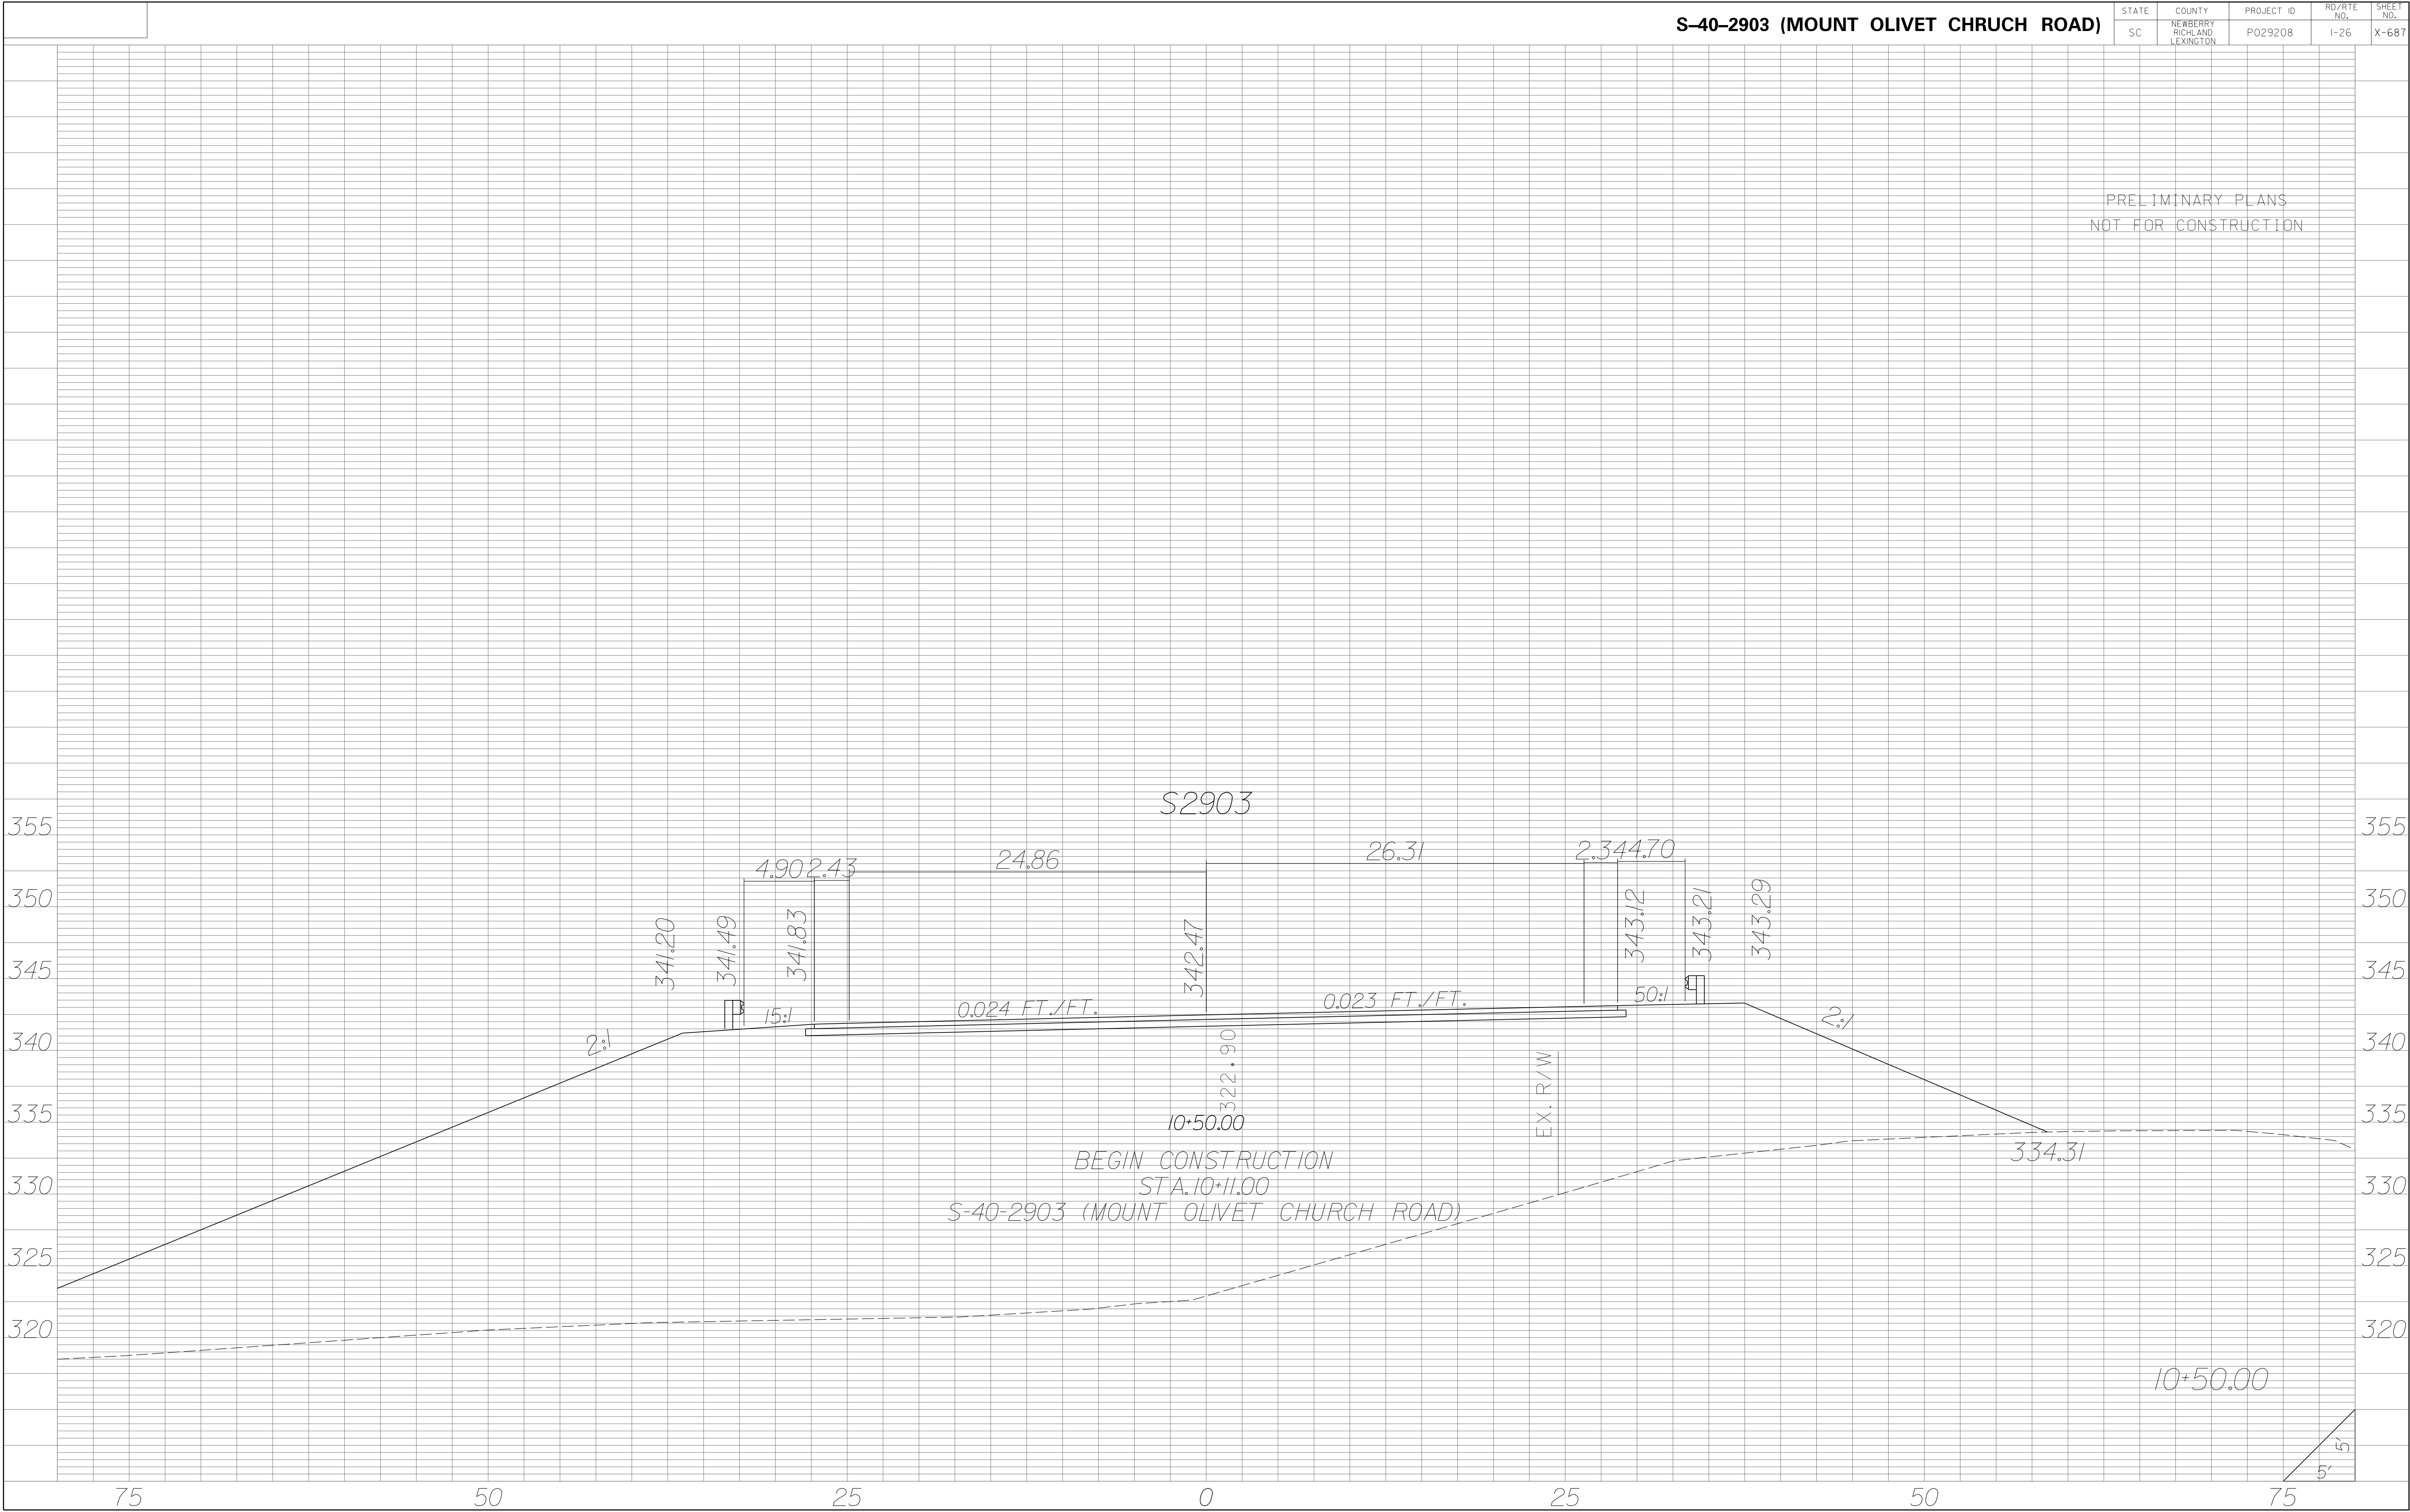 S-40-2903 (MOUNT OLIVET CHRUCH ROAD)
STATE COUNTY PROJECT ID RD/RTE NO. SHEET NO.
SC NEWBERRY RICHLAND LEXINGTON P029208 I-26 X-687
PRELIMINARY PLANS
NOT FOR CONSTRUCTION
S2903
355 355
4.90 2.43 24.86 26.31 2.34 4.70
350 350
341.20 341.49 341.83 342.47 343.12 343.21 343.29
345 345
2:1 15:1 0.024 FT./FT. 0.023 FT./FT. 50:1 2:1
340 340
322.90 EX. R/W
335 335
10+50.00
334.31
BEGIN CONSTRUCTION
STA. 10+11.00
S-40-2903 (MOUNT OLIVET CHURCH ROAD)
330 330
325 325
320 320
10+50.00
5'
5'
75 50 25 0 25 50 75